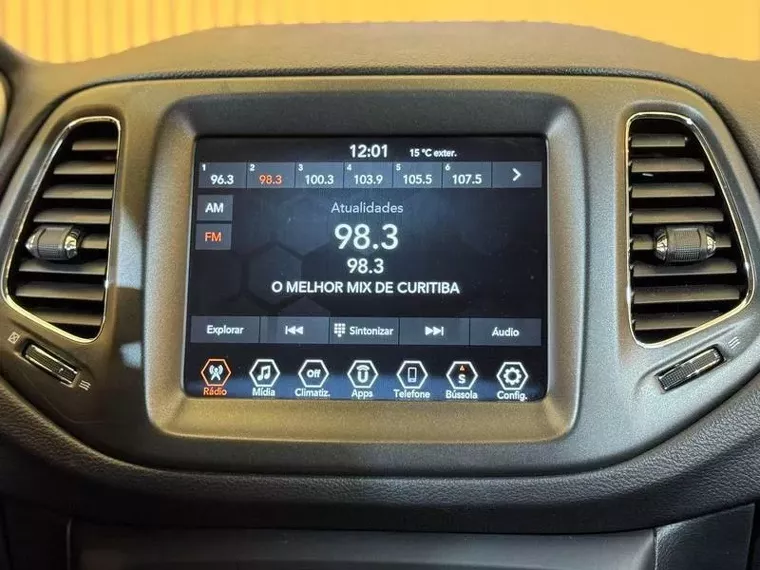 12:01 15 °C exter.
1 96.3 2 98.3 3 100.3 4 103.9 5 105.5 6 107.5
AM
FM
Atualidades
98.3
98.3
O MELHOR MIX DE CURITIBA
Explorar Sintonizar Áudio
Off U S
Rádio Mídia Climatiz. Apps Telefone Bússola Config.